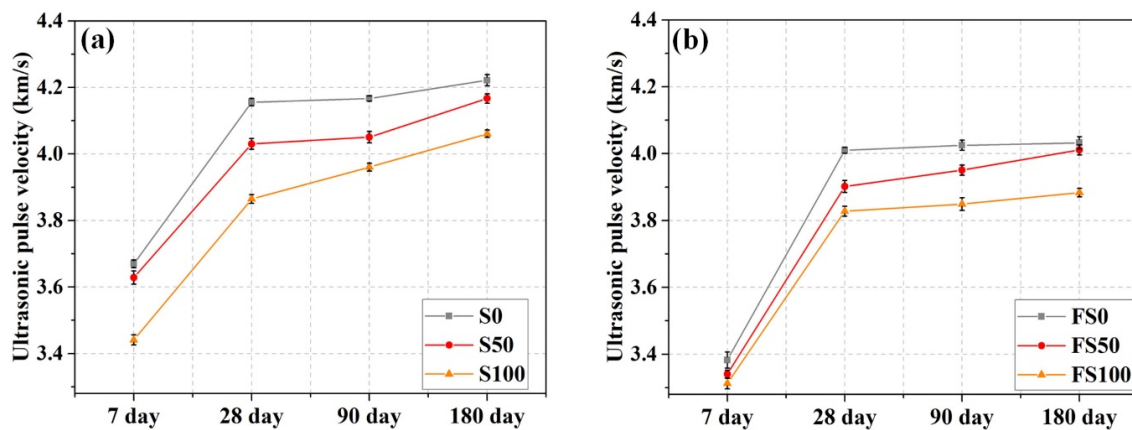 (a)
Ultrasonic pulse velocity (km/s)
4.4
4.2
4.0
3.8
3.6
3.4
S0
S50
S100
7 day 28 day 90 day 180 day
(b)
Ultrasonic pulse velocity (km/s)
4.4
4.2
4.0
3.8
3.6
3.4
FS0
FS50
FS100
7 day 28 day 90 day 180 day